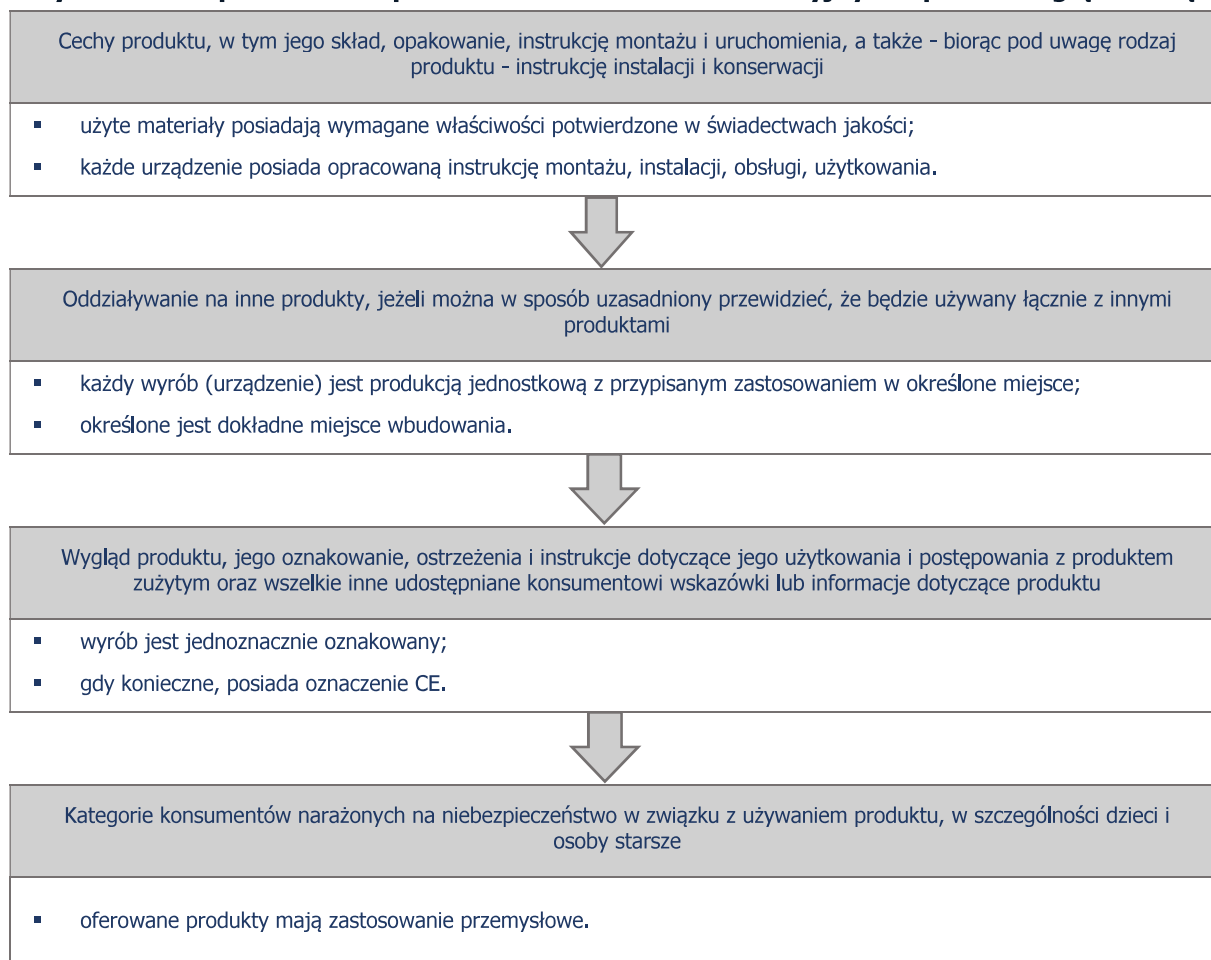 Cechy produktu, w tym jego skład, opakowanie, instrukcję montażu i uruchomienia, a także - biorąc pod uwagę rodzaj
produktu - instrukcję instalacji i konserwacji
▪ użyte materiały posiadają wymagane właściwości potwierdzone w świadectwach jakości;
▪ każde urządzenie posiada opracowaną instrukcję montażu, instalacji, obsługi, użytkowania.
Oddziaływanie na inne produkty, jeżeli można w sposób uzasadniony przewidzieć, że będzie używany łącznie z innymi
produktami
▪ każdy wyrób (urządzenie) jest produkcją jednostkową z przypisanym zastosowaniem w określone miejsce;
▪ określone jest dokładne miejsce wbudowania.
Wygląd produktu, jego oznakowanie, ostrzeżenia i instrukcje dotyczące jego użytkowania i postępowania z produktem
zużytym oraz wszelkie inne udostępniane konsumentowi wskazówki lub informacje dotyczące produktu
▪ wyrób jest jednoznacznie oznakowany;
▪ gdy konieczne, posiada oznaczenie CE.
Kategorie konsumentów narażonych na niebezpieczeństwo w związku z używaniem produktu, w szczególności dzieci i
osoby starsze
▪ oferowane produkty mają zastosowanie przemysłowe.